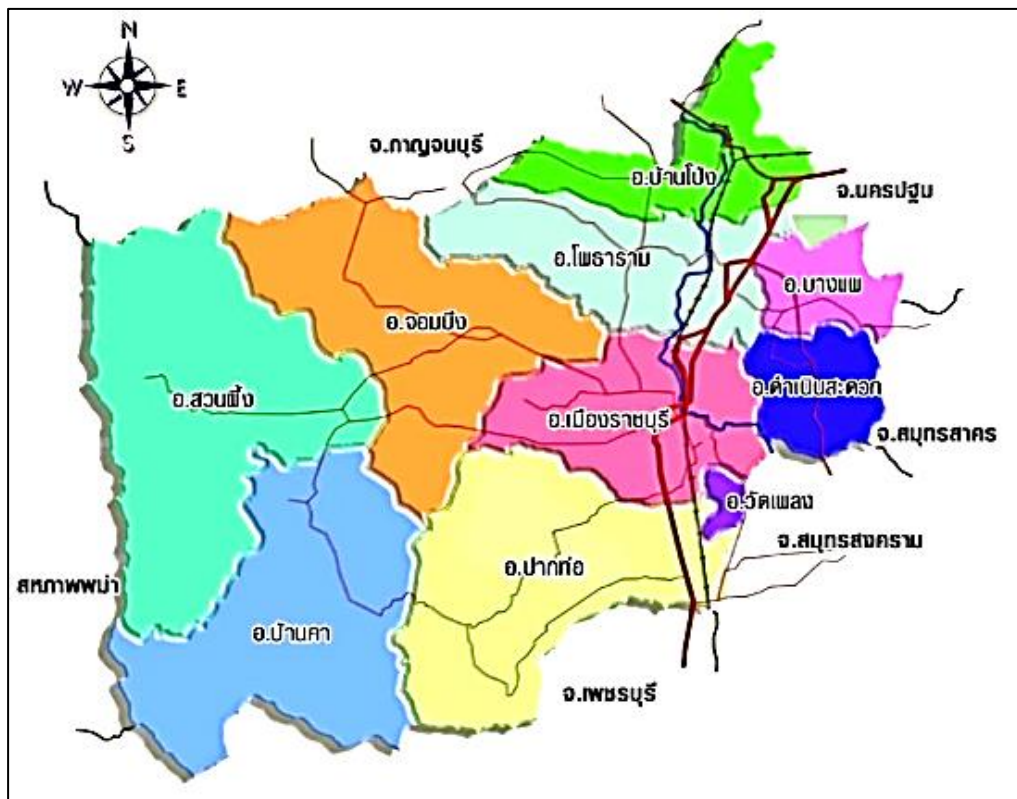 N
W E
S
จ.กาญจนบุรี
อ.บ้านโป่ง
จ.นครปฐม
อ.โพธาราม
อ.บางแพ
อ.จอมบึง
อ.สวนผึ้ง
อ.ดำเนินสะดวก
อ.เมืองราชบุรี
จ.สมุทรสาคร
อ.วัดเพลง
จ.สมุทรสงคราม
อ.ปากท่อ
สหภาพพม่า
อ.บ้านคา
จ.เพชรบุรี